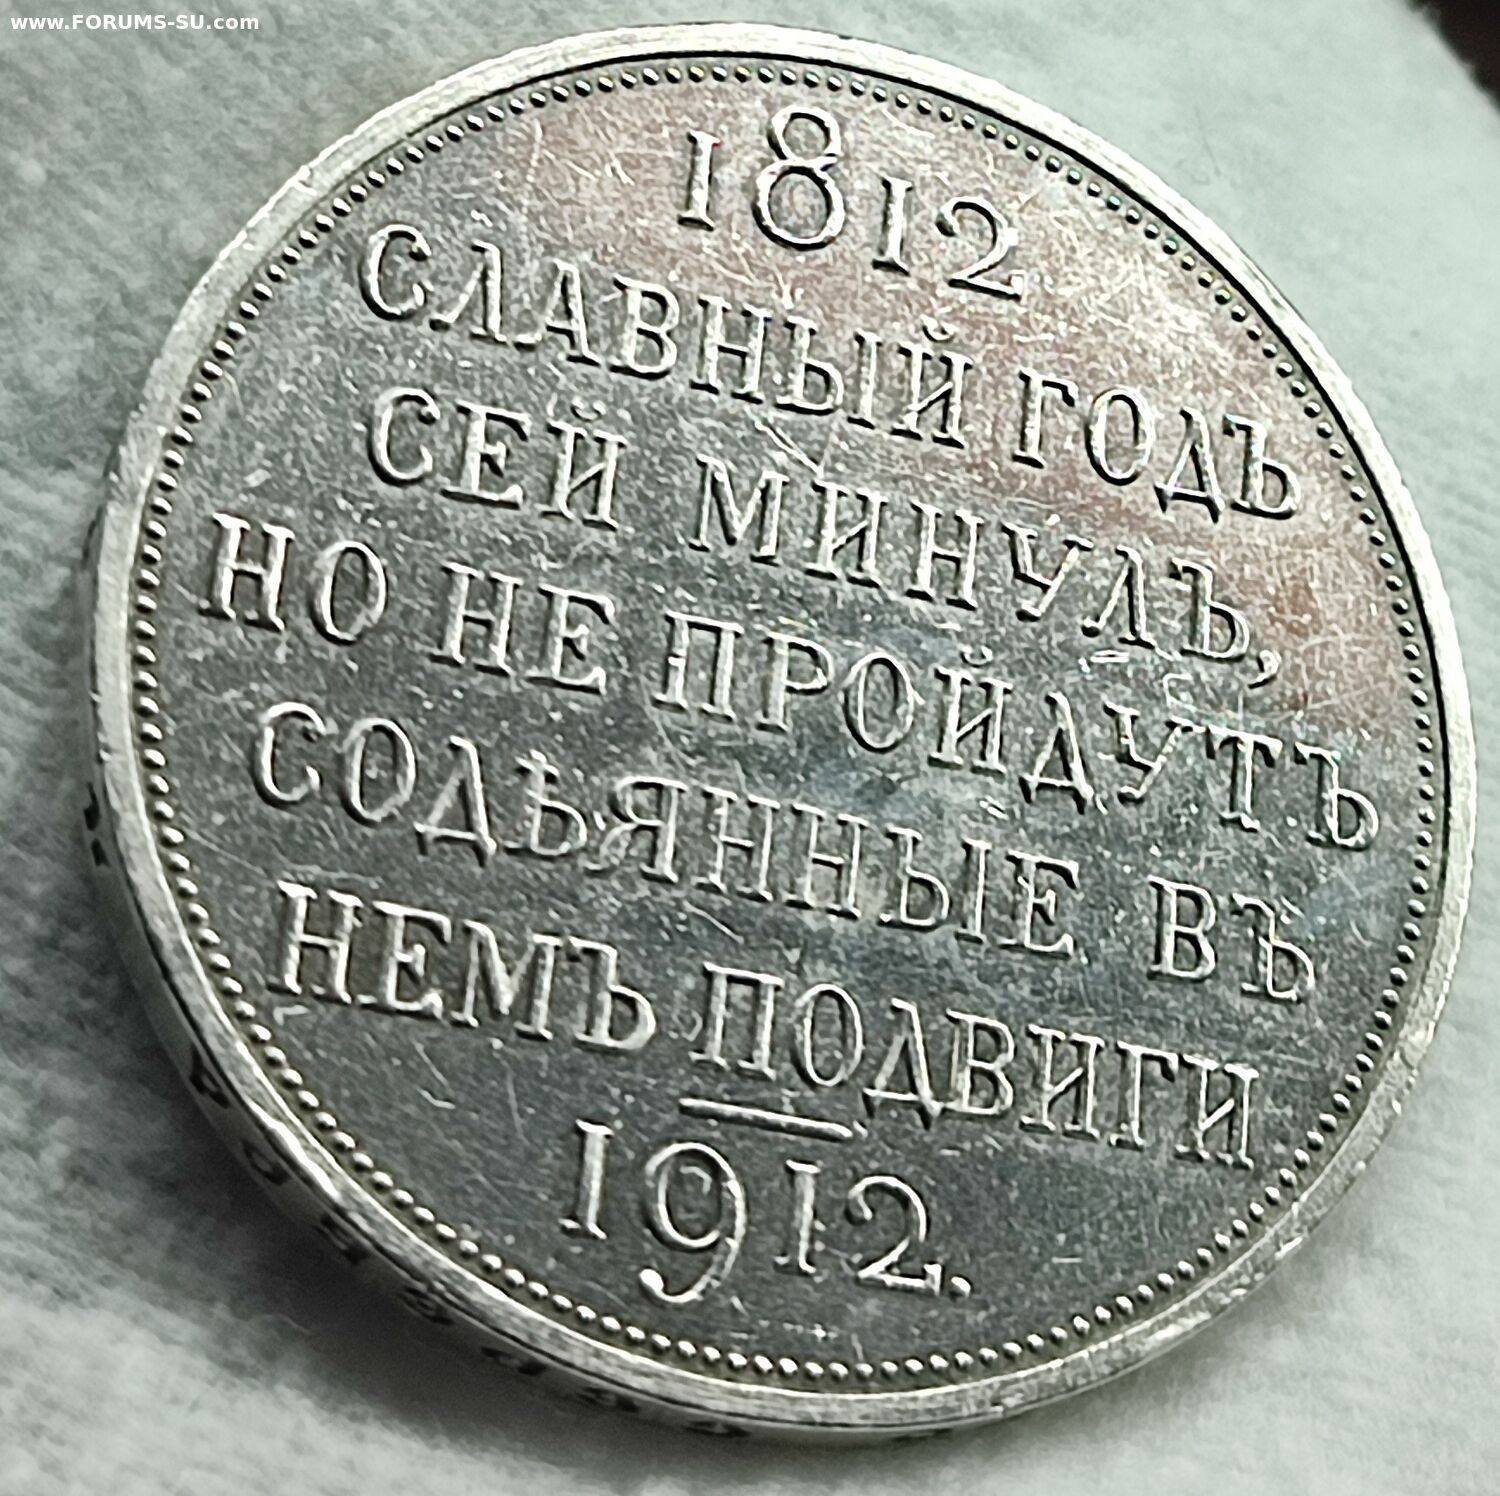 www.FORUMS-SU.com
1812
СЛАВНЫЙ ГОДЪ
СЕЙ МИНУЛЪ,
НО НЕ ПРОЙДУТЪ
СОДѢЯННЫЕ ВЪ
НЕМЪ ПОДВИГИ
1912.